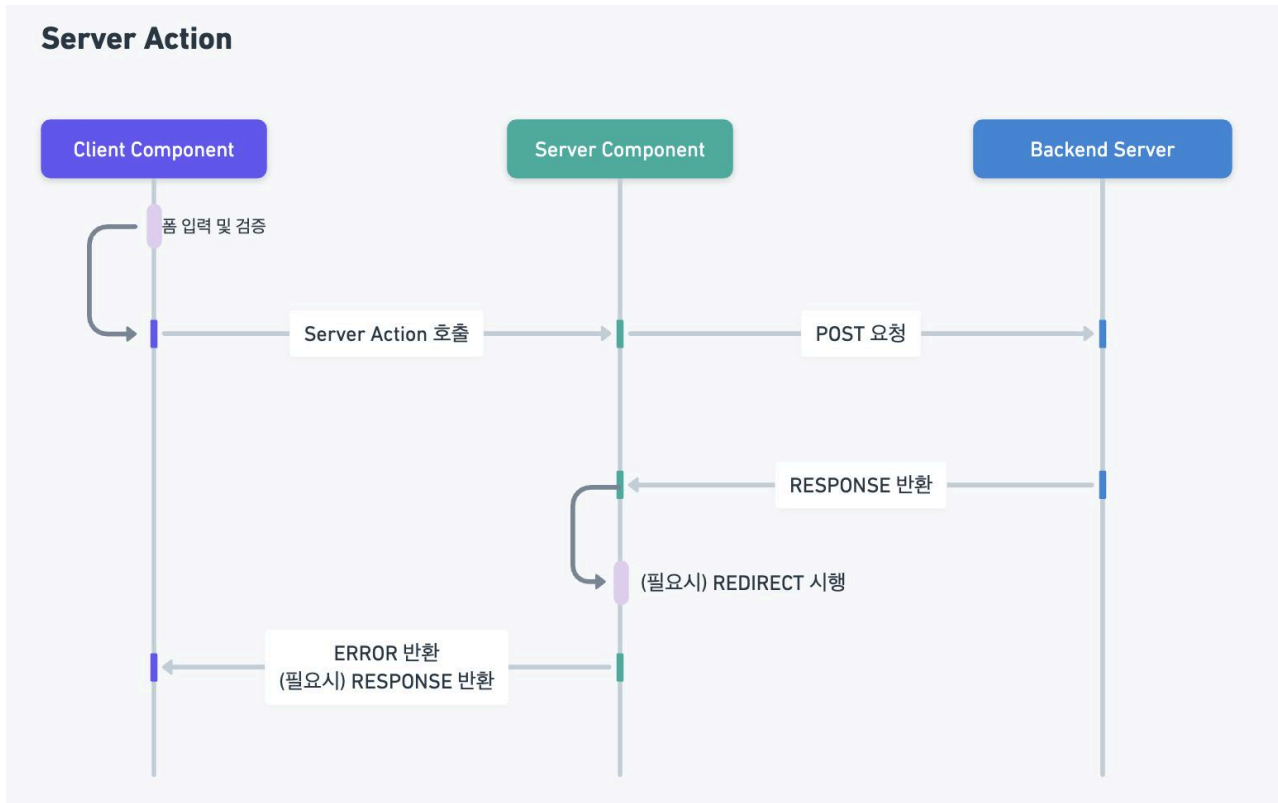 Server Action
Client Component
Server Component
Backend Server
폼 입력 및 검증
Server Action 호출
POST 요청
RESPONSE 반환
(필요시) REDIRECT 시행
ERROR 반환
(필요시) RESPONSE 반환